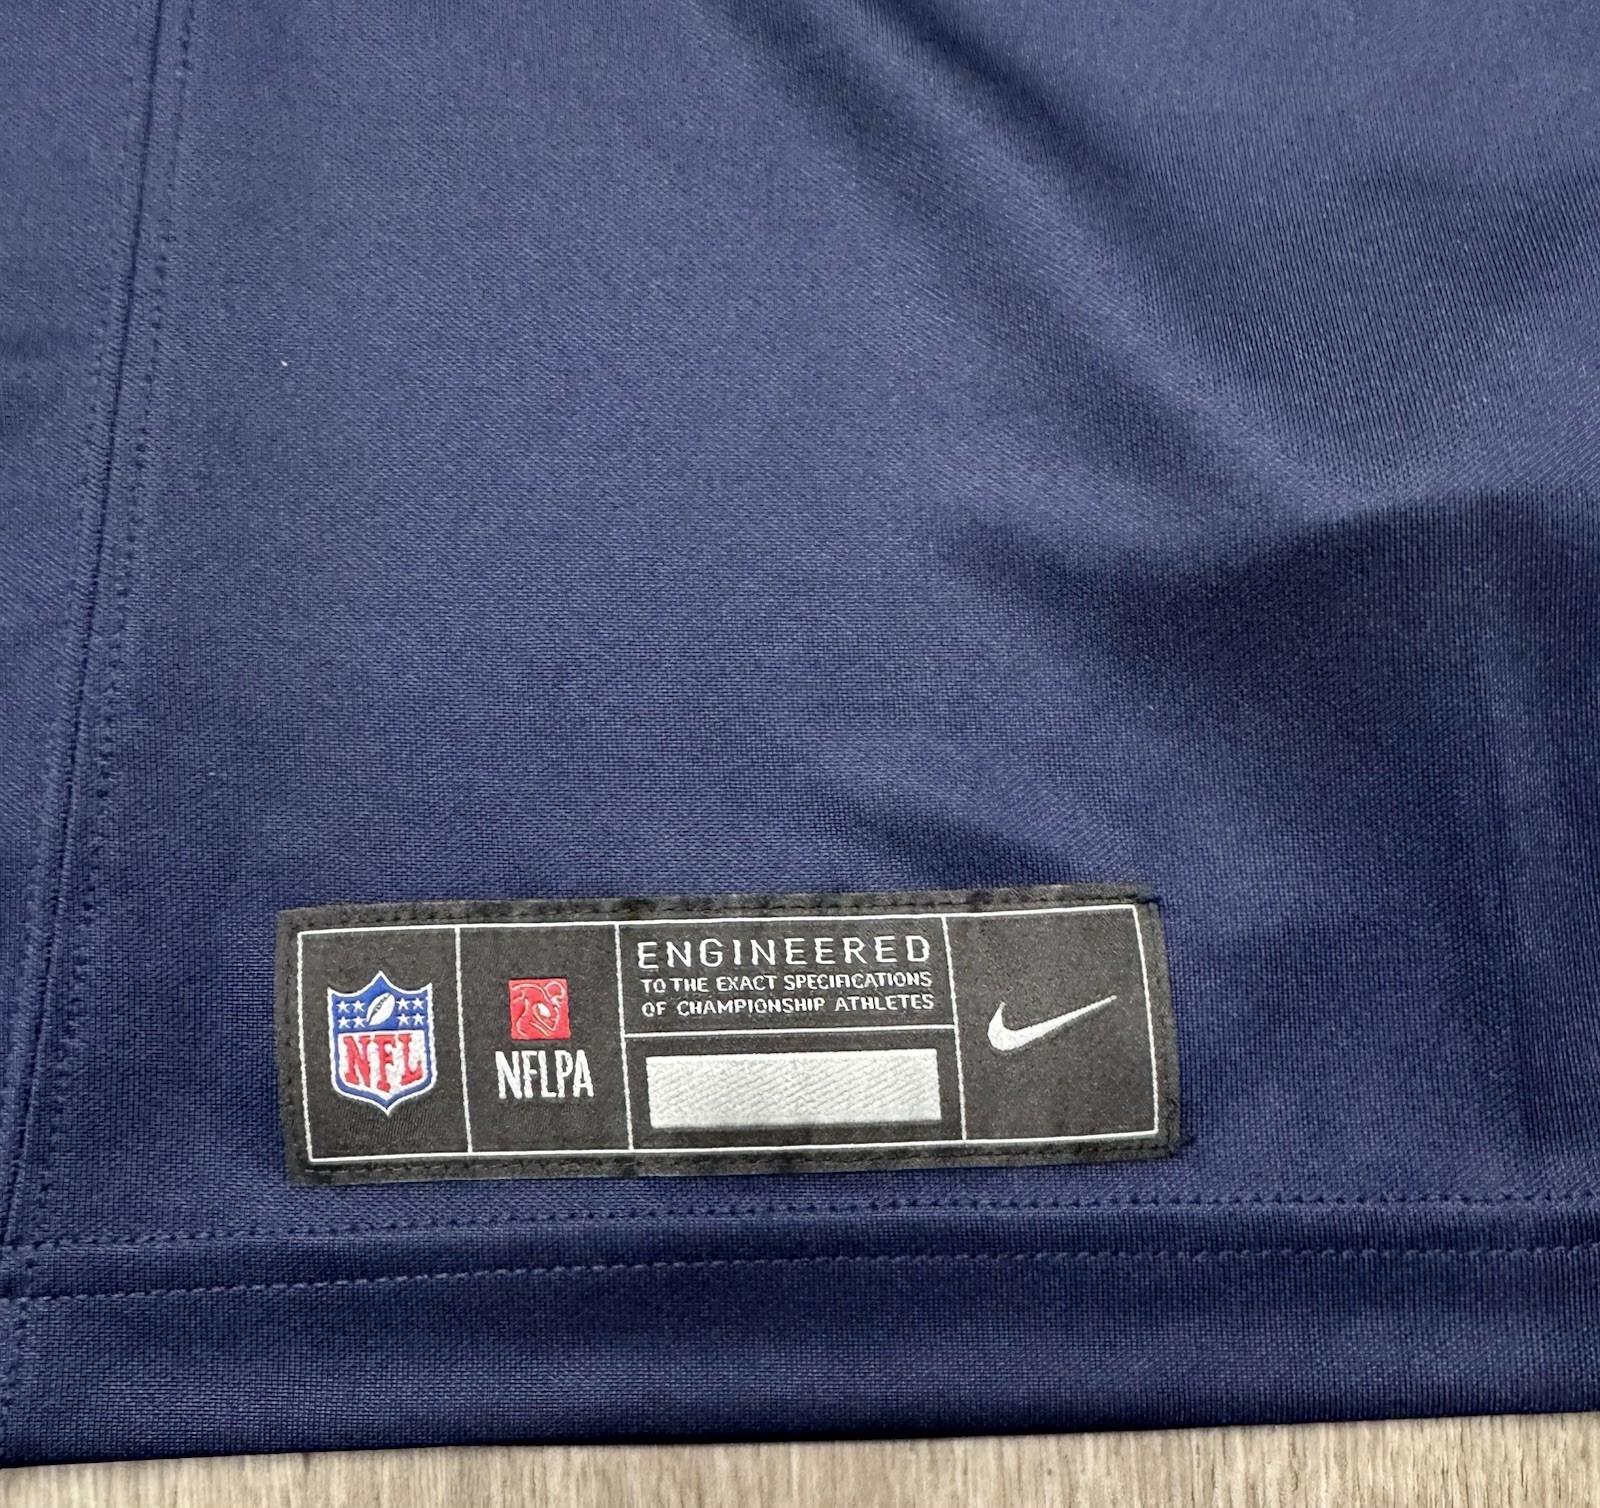 NFL
NFLPA
ENGINEERED
TO THE EXACT SPECIFICATIONS
OF CHAMPIONSHIP ATHLETES